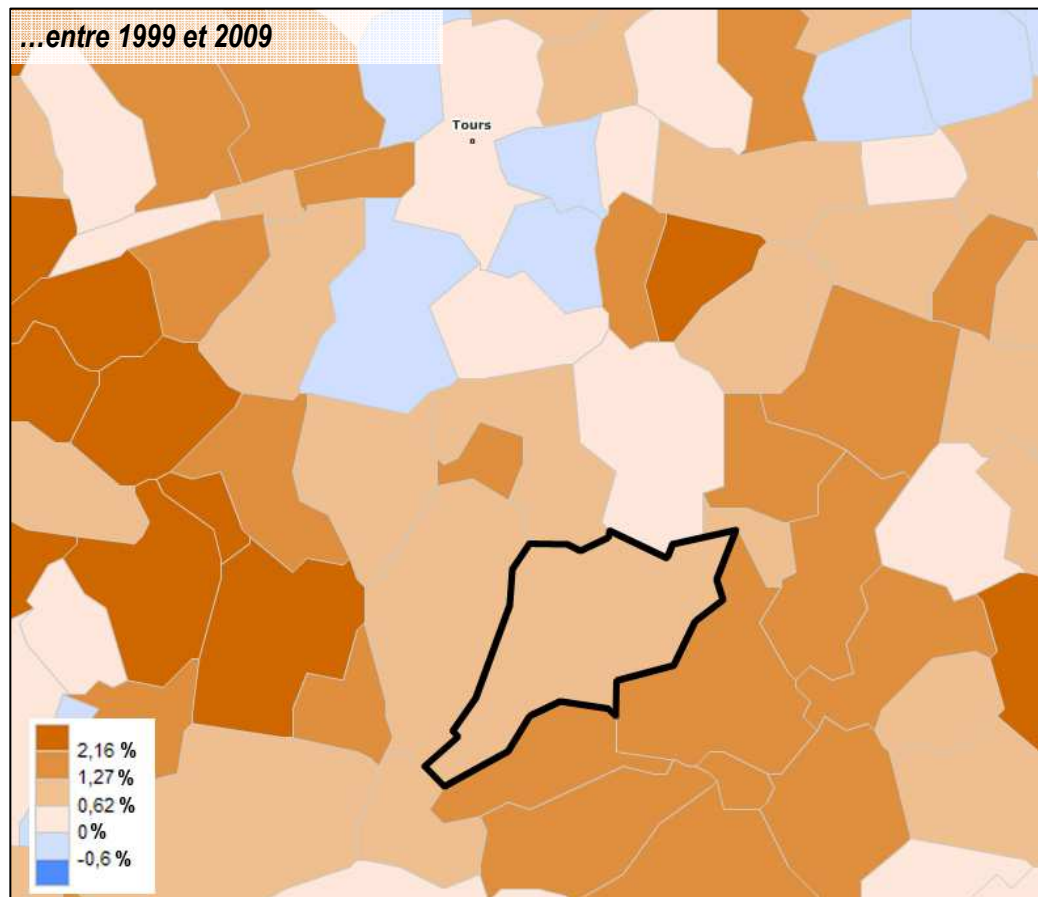 ...entre 1999 et 2009
Tours
2,16 %
1,27 %
0,62 %
0 %
-0,6 %